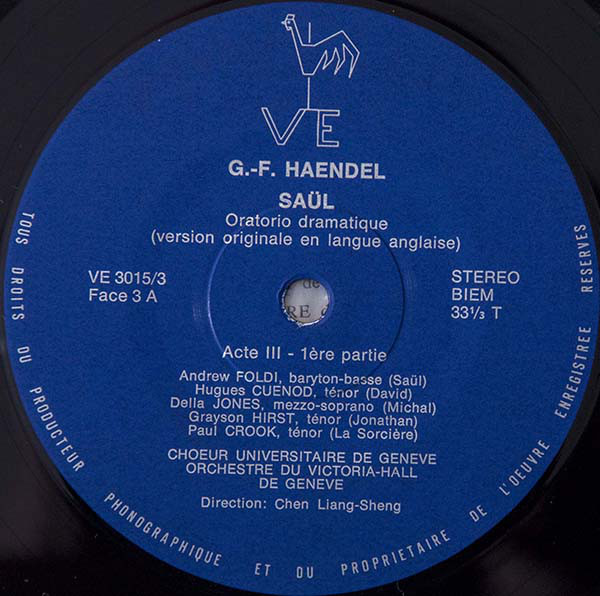 VE
G.-F. HAENDEL
SAÜL
Oratorio dramatique
(version originale en langue anglaise)
VE 3015/3
Face 3 A
STEREO
BIEM
33⅓ T
de
RE
Acte III - 1ère partie
Andrew FOLDI, baryton-basse (Saül)
Hugues CUENOD, ténor (David)
Della JONES, mezzo-soprano (Michal)
Grayson HIRST, ténor (Jonathan)
Paul CROOK, ténor (La Sorcière)
CHOEUR UNIVERSITAIRE DE GENEVE
ORCHESTRE DU VICTORIA-HALL
DE GENEVE
Direction: Chen Liang-Sheng
TOUS DROITS DU PRODUCTEUR PHONOGRAPHIQUE ET DU PROPRIETAIRE DE L'OEUVRE ENREGISTREE RESERVES